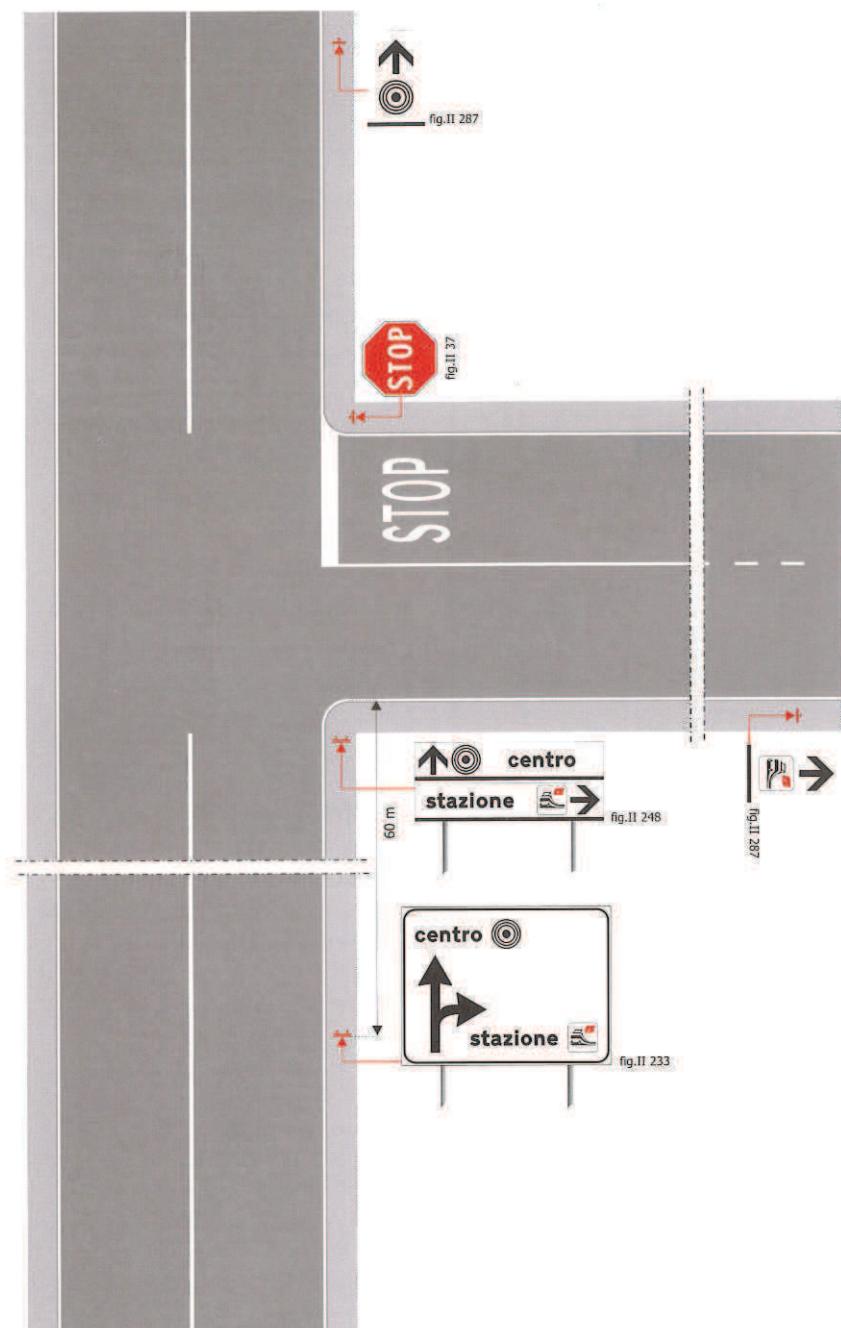 fig.II 287
STOP
fig.II 37
STOP
centro
stazione
fig.II 248
60 m
fig.II 287
centro
stazione
fig.II 233